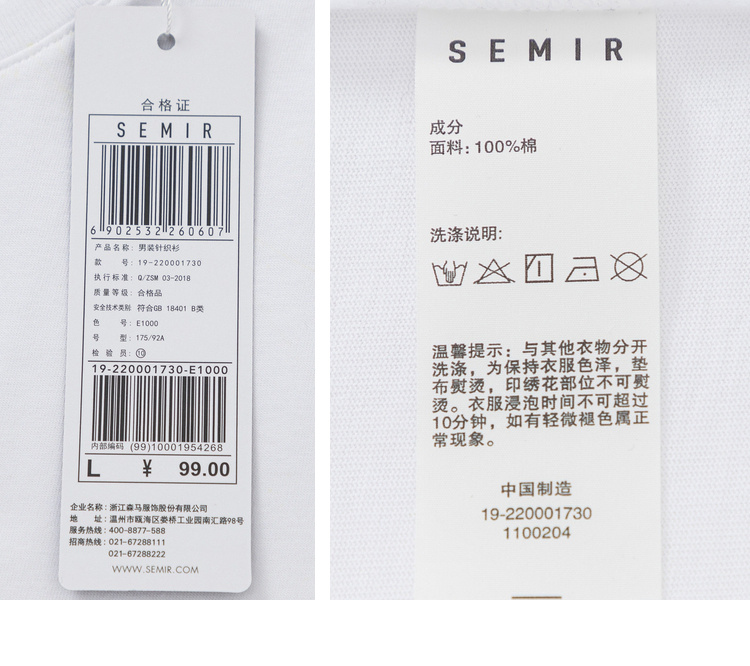 合格证
SEMIR
6 902532 260607
产品名称: 男装针织衫
款 号: 19-220001730
执行标准: Q/ZSM 03-2018
质量等级: 合格品
安全技术类别: 符合GB 18401 B类
色 号: E1000
型 号: 175/92A
检 验 员: ⑩
19-220001730-E1000
内部编码 (99)10001954268
L ¥ 99.00
企业名称: 浙江森马服饰股份有限公司
地 址: 温州市瓯海区娄桥工业园南汇路98号
服务热线: 400-8877-588
招商热线: 021-67288111
021-67288222
WWW.SEMIR.COM
SEMIR
成分
面料: 100%棉
洗涤说明:
温馨提示: 与其他衣物分开
洗涤, 为保持衣服色泽, 垫
布熨烫, 印绣花部位不可熨
烫。衣服浸泡时间不可超过
10分钟, 如有轻微褪色属正
常现象。
中国制造
19-220001730
1100204